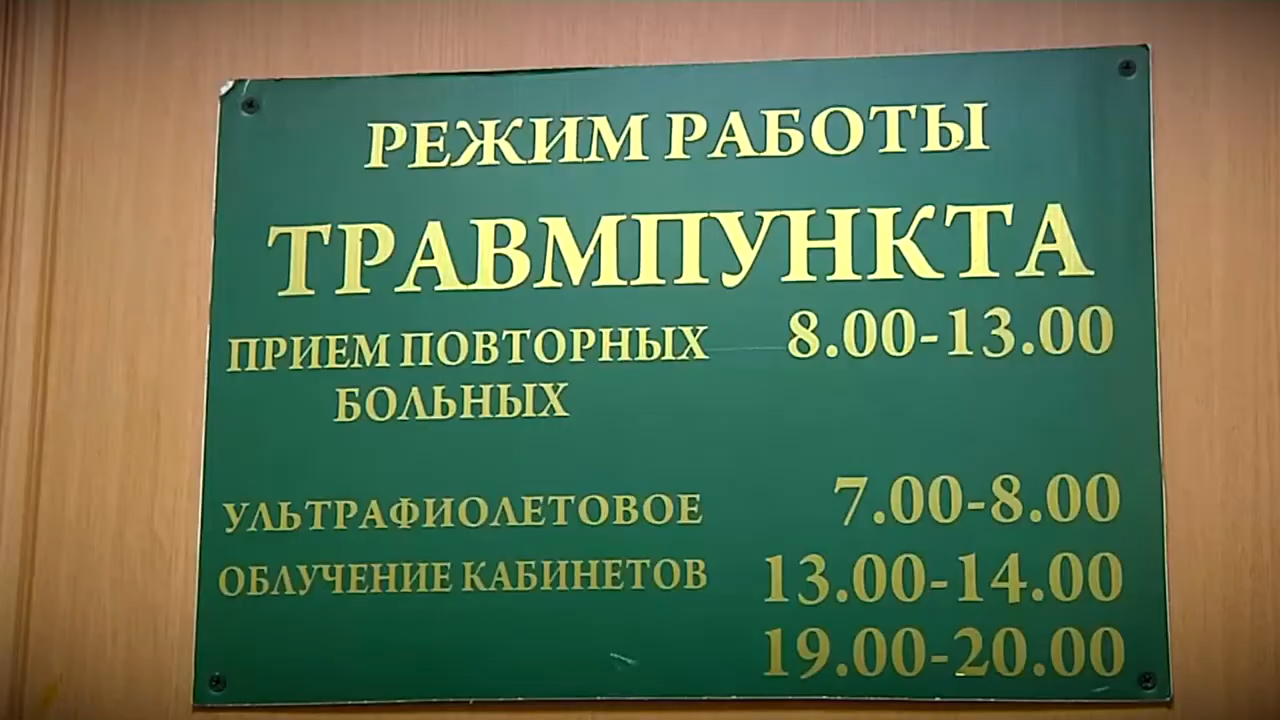 РЕЖИМ РАБОТЫ
ТРАВМПУНКТА
ПРИЕМ ПОВТОРНЫХ 8.00-13.00
БОЛЬНЫХ
УЛЬТРАФИОЛЕТОВОЕ 7.00-8.00
ОБЛУЧЕНИЕ КАБИНЕТОВ 13.00-14.00
19.00-20.00